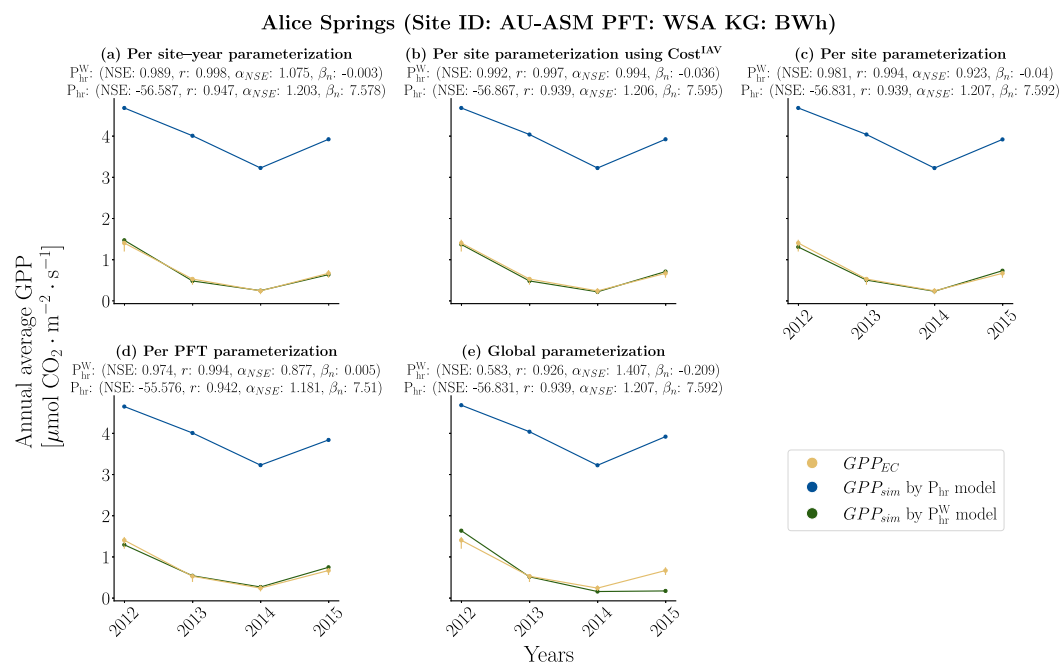 Alice Springs (Site ID: AU-ASM PFT: WSA KG: BWh)
(a) Per site–year parameterization
P_hr^W: (NSE: 0.989, r: 0.998, α_NSE: 1.075, β_n: -0.003)
P_hr: (NSE: -56.587, r: 0.947, α_NSE: 1.203, β_n: 7.578)
(b) Per site parameterization using Cost^IAV
P_hr^W: (NSE: 0.992, r: 0.997, α_NSE: 0.994, β_n: -0.036)
P_hr: (NSE: -56.867, r: 0.939, α_NSE: 1.206, β_n: 7.595)
(c) Per site parameterization
P_hr^W: (NSE: 0.981, r: 0.994, α_NSE: 0.923, β_n: -0.04)
P_hr: (NSE: -56.831, r: 0.939, α_NSE: 1.207, β_n: 7.592)
4
3
2
1
0
2012
2013
2014
2015
(d) Per PFT parameterization
P_hr^W: (NSE: 0.974, r: 0.994, α_NSE: 0.877, β_n: 0.005)
P_hr: (NSE: -55.576, r: 0.942, α_NSE: 1.181, β_n: 7.51)
(e) Global parameterization
P_hr^W: (NSE: 0.583, r: 0.926, α_NSE: 1.407, β_n: -0.209)
P_hr: (NSE: -56.831, r: 0.939, α_NSE: 1.207, β_n: 7.592)
4
3
2
1
0
2012
2013
2014
2015
2012
2013
2014
2015
Annual average GPP
[μmol CO₂ · m⁻² · s⁻¹]
Years
GPP_EC
GPP_sim by P_hr model
GPP_sim by P_hr^W model